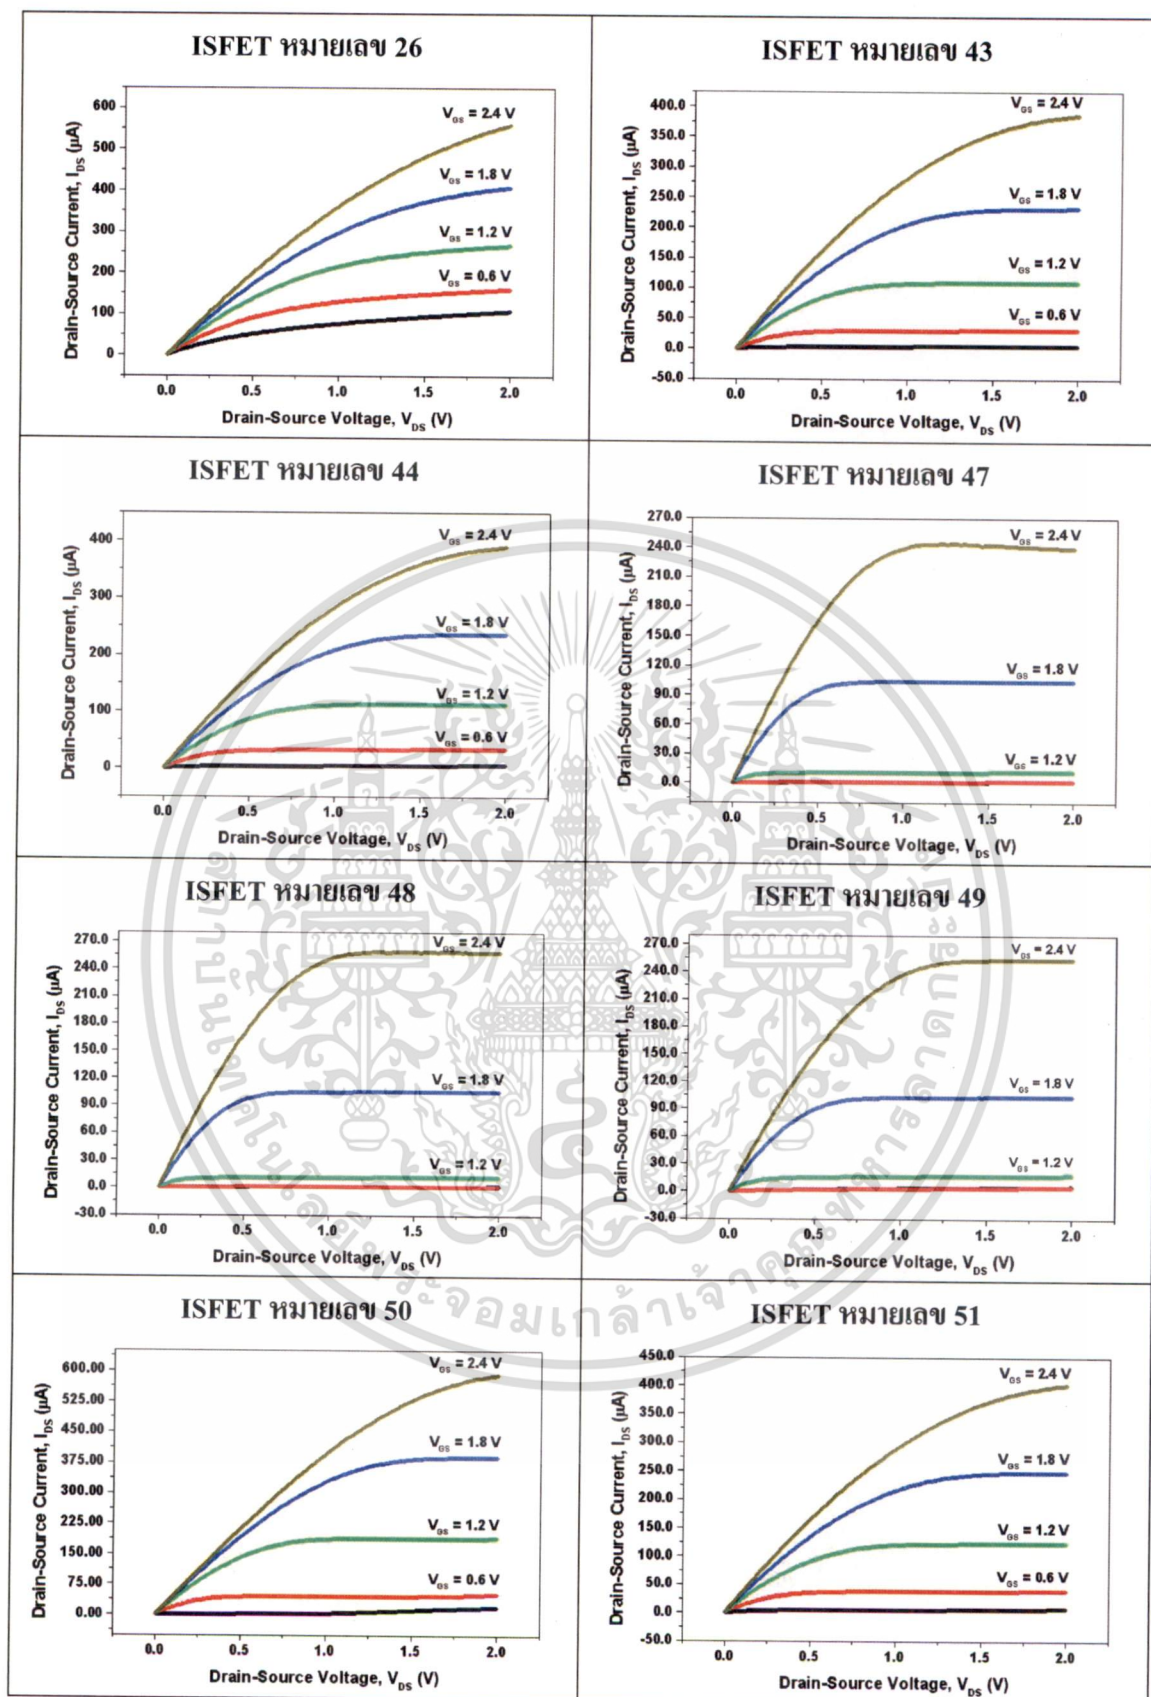 ISFET หมายเลข 26
600
500
400
300
200
100
0
0.0 0.5 1.0 1.5 2.0
Drain-Source Current, I_DS (µA)
Drain-Source Voltage, V_DS (V)
V_GS = 2.4 V
V_GS = 1.8 V
V_GS = 1.2 V
V_GS = 0.6 V
ISFET หมายเลข 43
400.0
350.0
300.0
250.0
200.0
150.0
100.0
50.0
0.0
-50.0
0.0 0.5 1.0 1.5 2.0
Drain-Source Current, I_DS (µA)
Drain-Source Voltage, V_DS (V)
V_GS = 2.4 V
V_GS = 1.8 V
V_GS = 1.2 V
V_GS = 0.6 V
ISFET หมายเลข 44
400
300
200
100
0
0.0 0.5 1.0 1.5 2.0
Drain-Source Current, I_DS (µA)
Drain-Source Voltage, V_DS (V)
V_GS = 2.4 V
V_GS = 1.8 V
V_GS = 1.2 V
V_GS = 0.6 V
ISFET หมายเลข 47
270.0
240.0
210.0
180.0
150.0
120.0
90.0
60.0
30.0
0.0
0.0 0.5 1.0 1.5 2.0
Drain-Source Current, I_DS (µA)
Drain-Source Voltage, V_DS (V)
V_GS = 2.4 V
V_GS = 1.8 V
V_GS = 1.2 V
ISFET หมายเลข 48
270.0
240.0
210.0
180.0
150.0
120.0
90.0
60.0
30.0
0.0
-30.0
0.0 0.5 1.0 1.5 2.0
Drain-Source Current, I_DS (µA)
Drain-Source Voltage, V_DS (V)
V_GS = 2.4 V
V_GS = 1.8 V
V_GS = 1.2 V
ISFET หมายเลข 49
270.0
240.0
210.0
180.0
150.0
120.0
90.0
60.0
30.0
0.0
-30.0
0.0 0.5 1.0 1.5 2.0
Drain-Source Current, I_DS (µA)
Drain-Source Voltage, V_DS (V)
V_DS = 2.4 V
V_GS = 1.8 V
V_GS = 1.2 V
ISFET หมายเลข 50
600.00
525.00
450.00
375.00
300.00
225.00
150.00
75.00
0.00
0.0 0.5 1.0 1.5 2.0
Drain-Source Current, I_DS (µA)
Drain-Source Voltage, V_DS (V)
V_GS = 2.4 V
V_GS = 1.8 V
V_GS = 1.2 V
V_GS = 0.6 V
ISFET หมายเลข 51
450.0
400.0
350.0
300.0
250.0
200.0
150.0
100.0
50.0
0.0
-50.0
0.0 0.5 1.0 1.5 2.0
Drain-Source Current, I_DS (µA)
Drain-Source Voltage, V_DS (V)
V_GS = 2.4 V
V_GS = 1.8 V
V_GS = 1.2 V
V_GS = 0.6 V
สถาบันเทคโนโลยีพระจอมเกล้าเจ้าคุณทหารลาดกระบัง